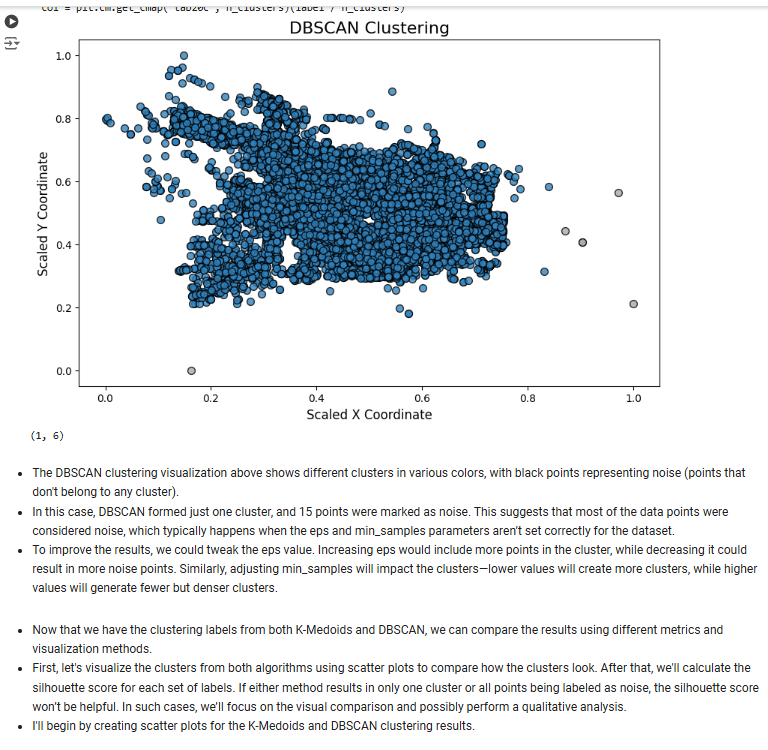 col = plt.cm.get_cmap('tab20c', n_clusters)(label / n_clusters)
DBSCAN Clustering
1.0
0.8
0.6
0.4
0.2
0.0
Scaled Y Coordinate
0.0 0.2 0.4 0.6 0.8 1.0
Scaled X Coordinate
(1, 6)
• The DBSCAN clustering visualization above shows different clusters in various colors, with black points representing noise (points that
don't belong to any cluster).
• In this case, DBSCAN formed just one cluster, and 15 points were marked as noise. This suggests that most of the data points were
considered noise, which typically happens when the eps and min_samples parameters aren't set correctly for the dataset.
• To improve the results, we could tweak the eps value. Increasing eps would include more points in the cluster, while decreasing it could
result in more noise points. Similarly, adjusting min_samples will impact the clusters—lower values will create more clusters, while higher
values will generate fewer but denser clusters.
• Now that we have the clustering labels from both K-Medoids and DBSCAN, we can compare the results using different metrics and
visualization methods.
• First, let's visualize the clusters from both algorithms using scatter plots to compare how the clusters look. After that, we'll calculate the
silhouette score for each set of labels. If either method results in only one cluster or all points being labeled as noise, the silhouette score
won't be helpful. In such cases, we'll focus on the visual comparison and possibly perform a qualitative analysis.
• I'll begin by creating scatter plots for the K-Medoids and DBSCAN clustering results.